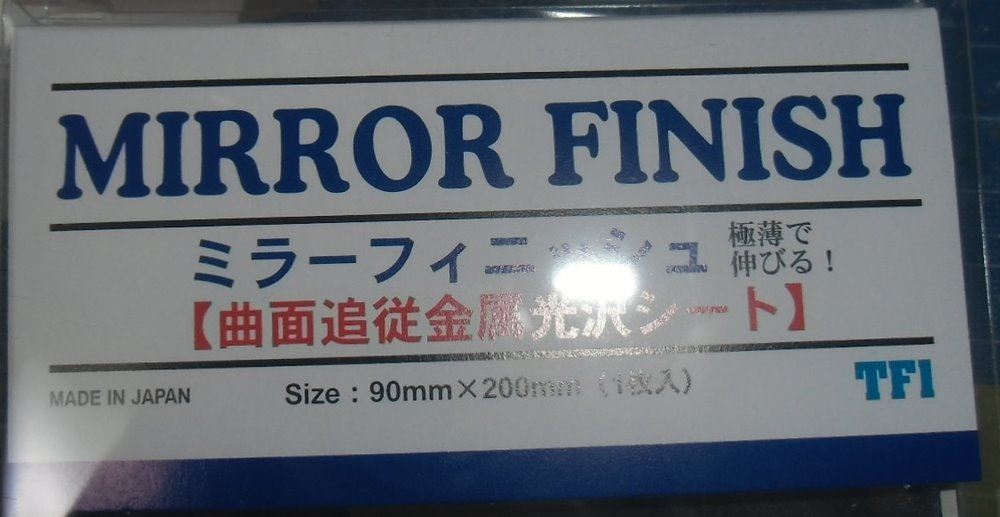 MIRROR FINISH
ミラーフィニッシュ 極薄で伸びる!
【曲面追従金属光沢シート】
MADE IN JAPAN Size : 90mm×200mm (1枚入) TF1